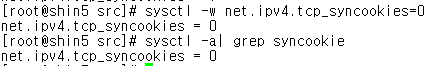 [root@shin5 src]# sysctl -w net.ipv4.tcp_syncookies=0
net.ipv4.tcp_syncookies = 0
[root@shin5 src]# sysctl -a| grep syncookie
net.ipv4.tcp_syncookies = 0